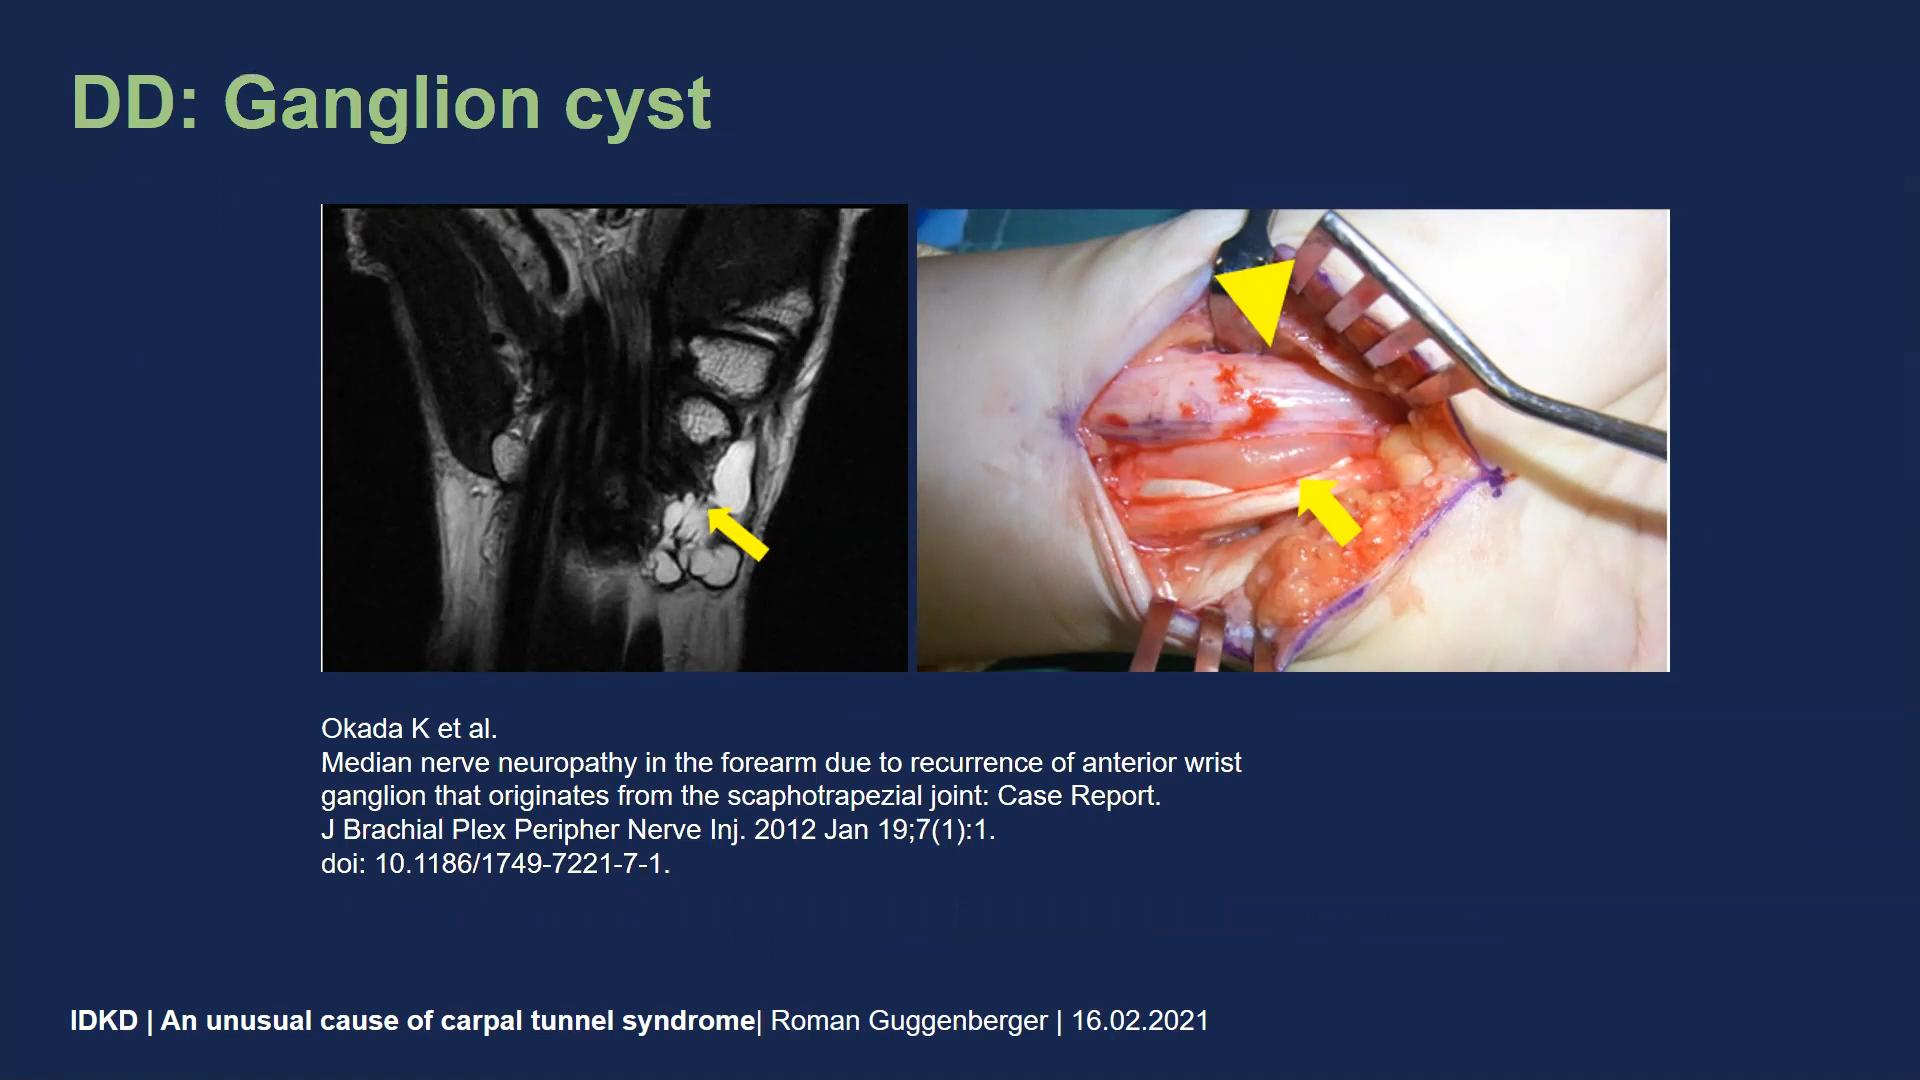 DD: Ganglion cyst
Okada K et al.
Median nerve neuropathy in the forearm due to recurrence of anterior wrist
ganglion that originates from the scaphotrapezial joint: Case Report.
J Brachial Plex Peripher Nerve Inj. 2012 Jan 19;7(1):1.
doi: 10.1186/1749-7221-7-1.
IDKD | An unusual cause of carpal tunnel syndrome| Roman Guggenberger | 16.02.2021